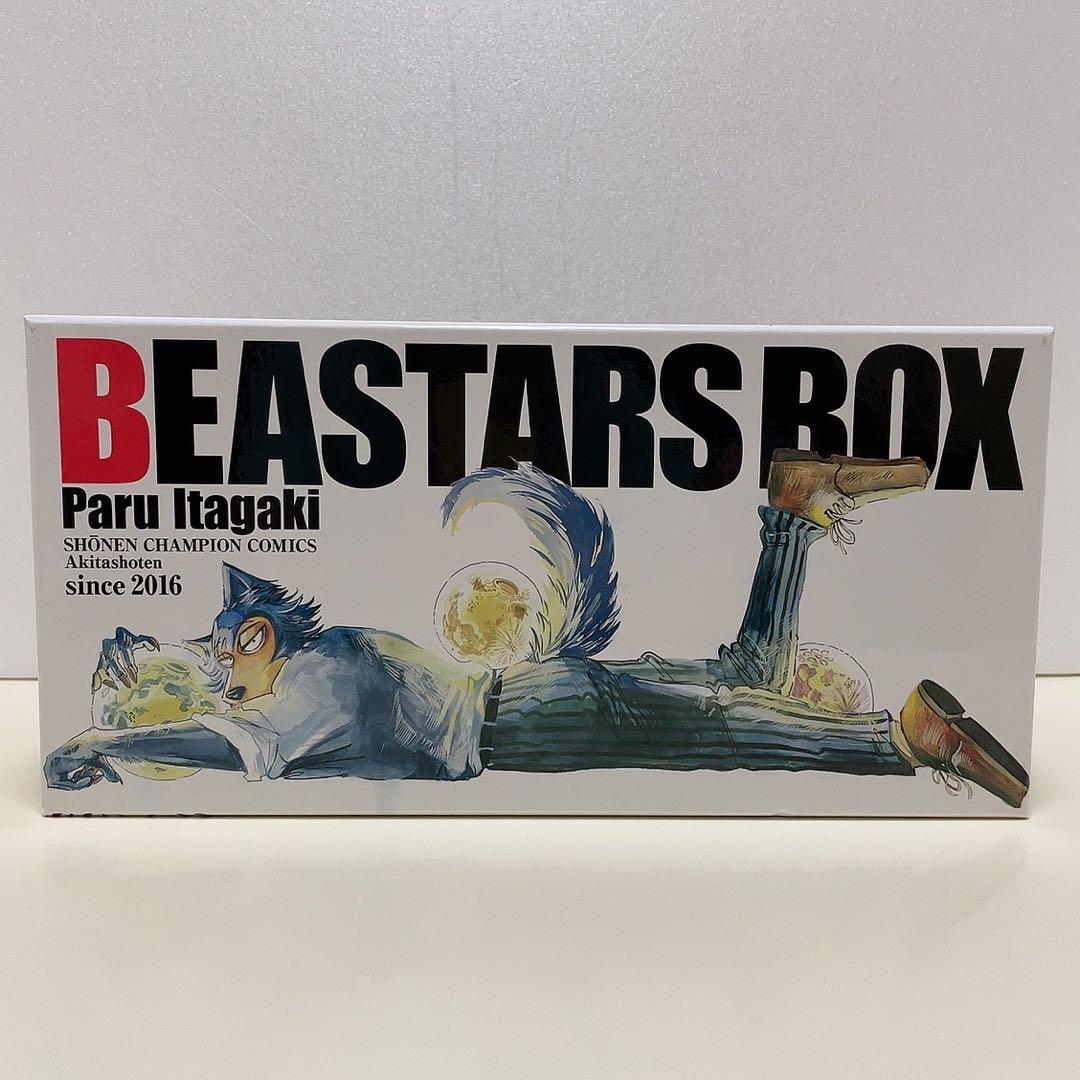 BEASTARS BOX
Paru Itagaki
SHŌNEN CHAMPION COMICS
Akitashoten
since 2016